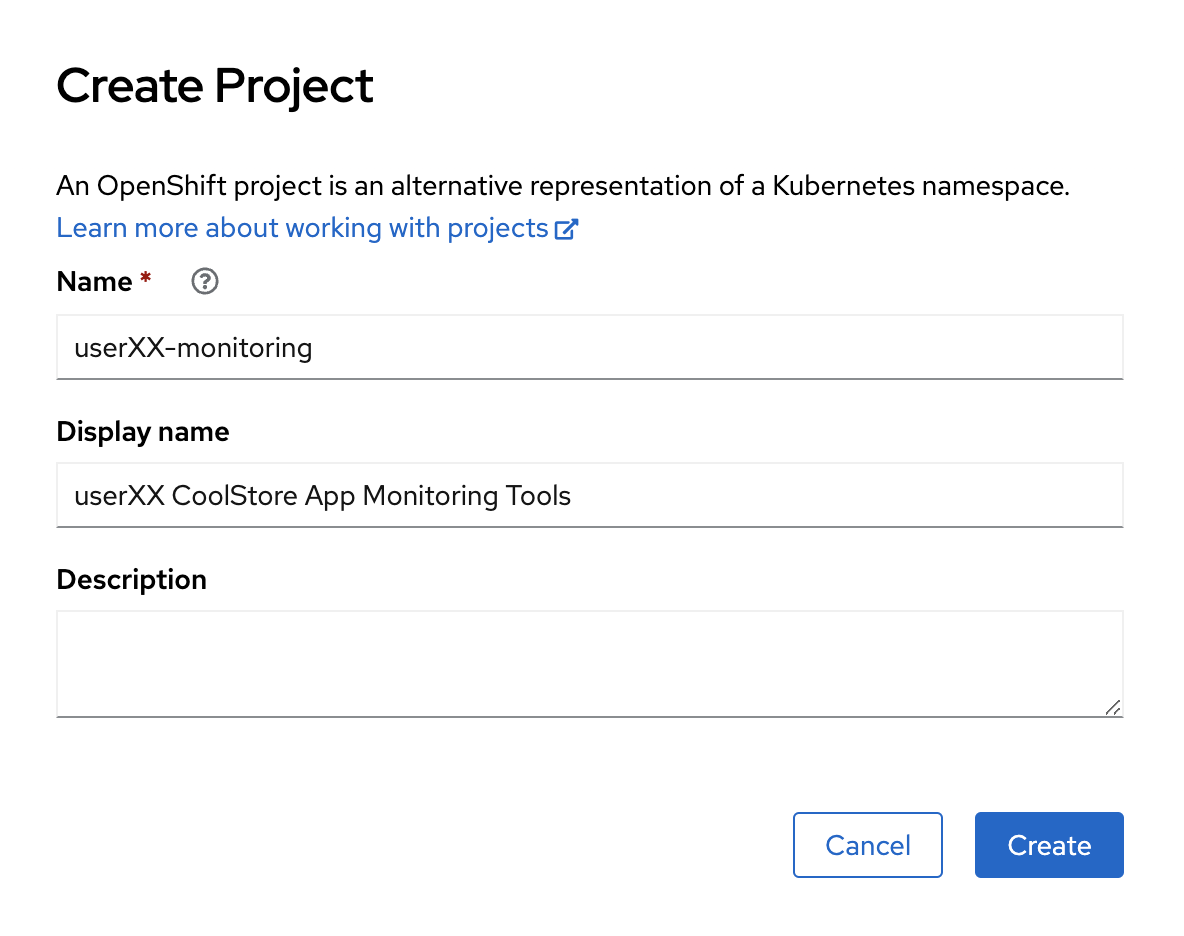 Create Project
An OpenShift project is an alternative representation of a Kubernetes namespace.
Learn more about working with projects
Name *
userXX-monitoring
Display name
userXX CoolStore App Monitoring Tools
Description
Cancel
Create